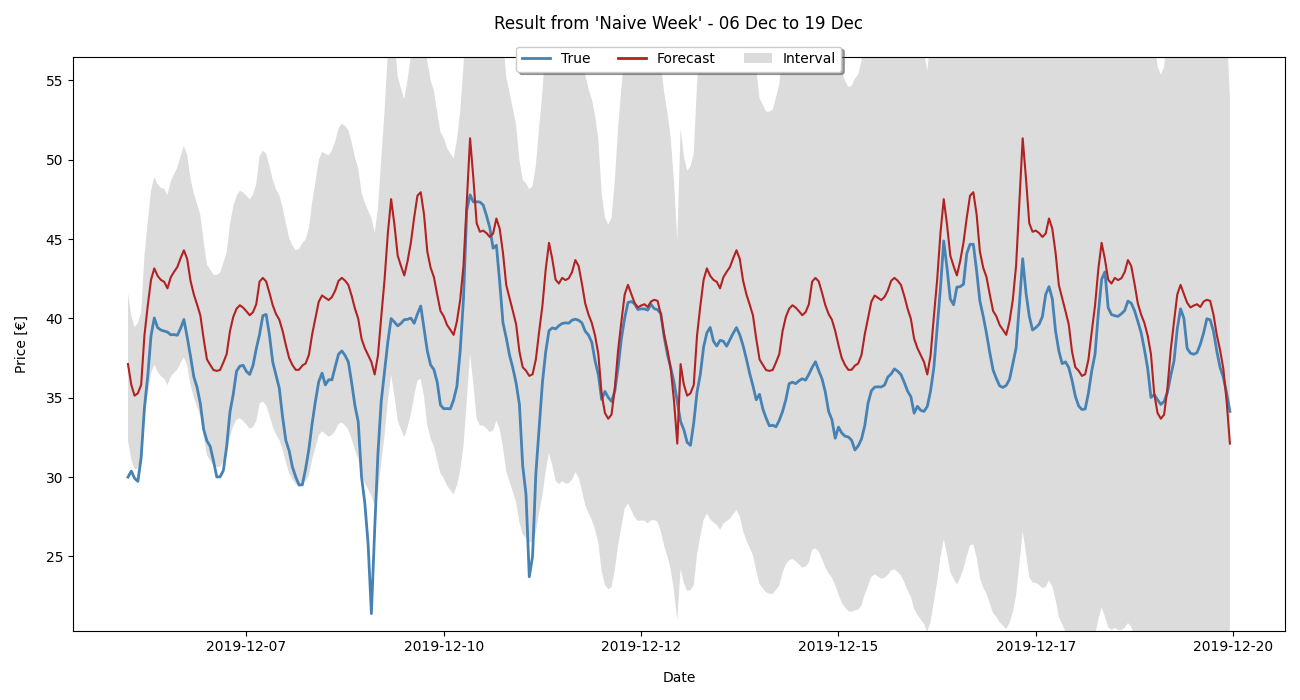 Result from 'Naive Week' - 06 Dec to 19 Dec
True Forecast Interval
55
50
45
40
35
30
25
Price [€]
2019-12-07 2019-12-10 2019-12-12 2019-12-15 2019-12-17 2019-12-20
Date